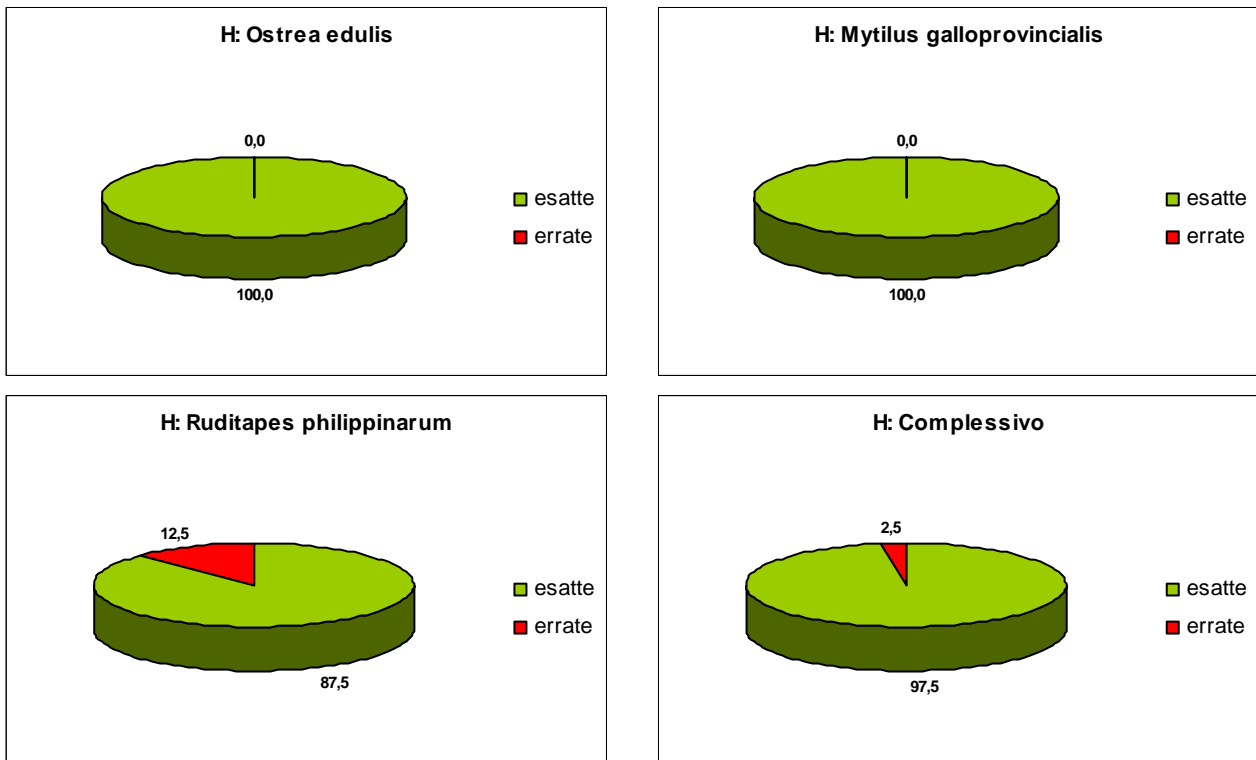 H: Ostrea edulis
0,0
100,0
esatte
errate
H: Mytilus galloprovincialis
0,0
100,0
esatte
errate
H: Ruditapes philippinarum
12,5
87,5
esatte
errate
H: Complessivo
2,5
97,5
esatte
errate